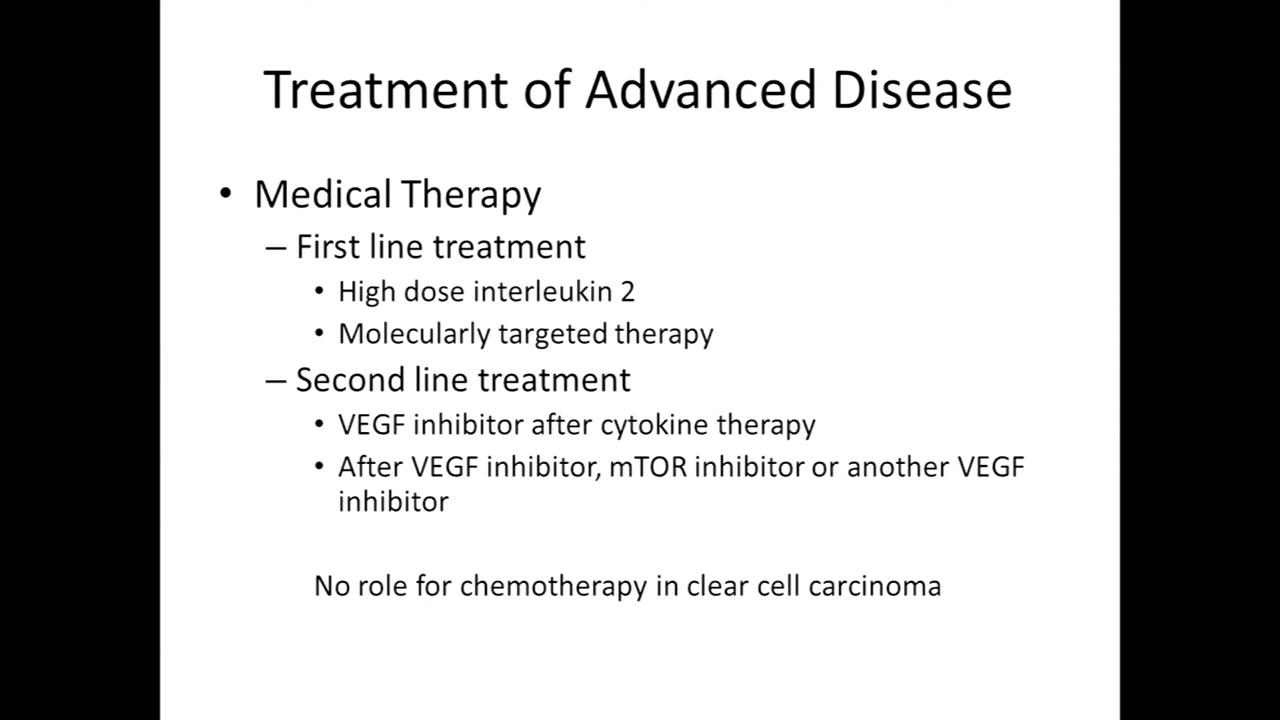 Treatment of Advanced Disease
• Medical Therapy
– First line treatment
• High dose interleukin 2
• Molecularly targeted therapy
– Second line treatment
• VEGF inhibitor after cytokine therapy
• After VEGF inhibitor, mTOR inhibitor or another VEGF
inhibitor
No role for chemotherapy in clear cell carcinoma